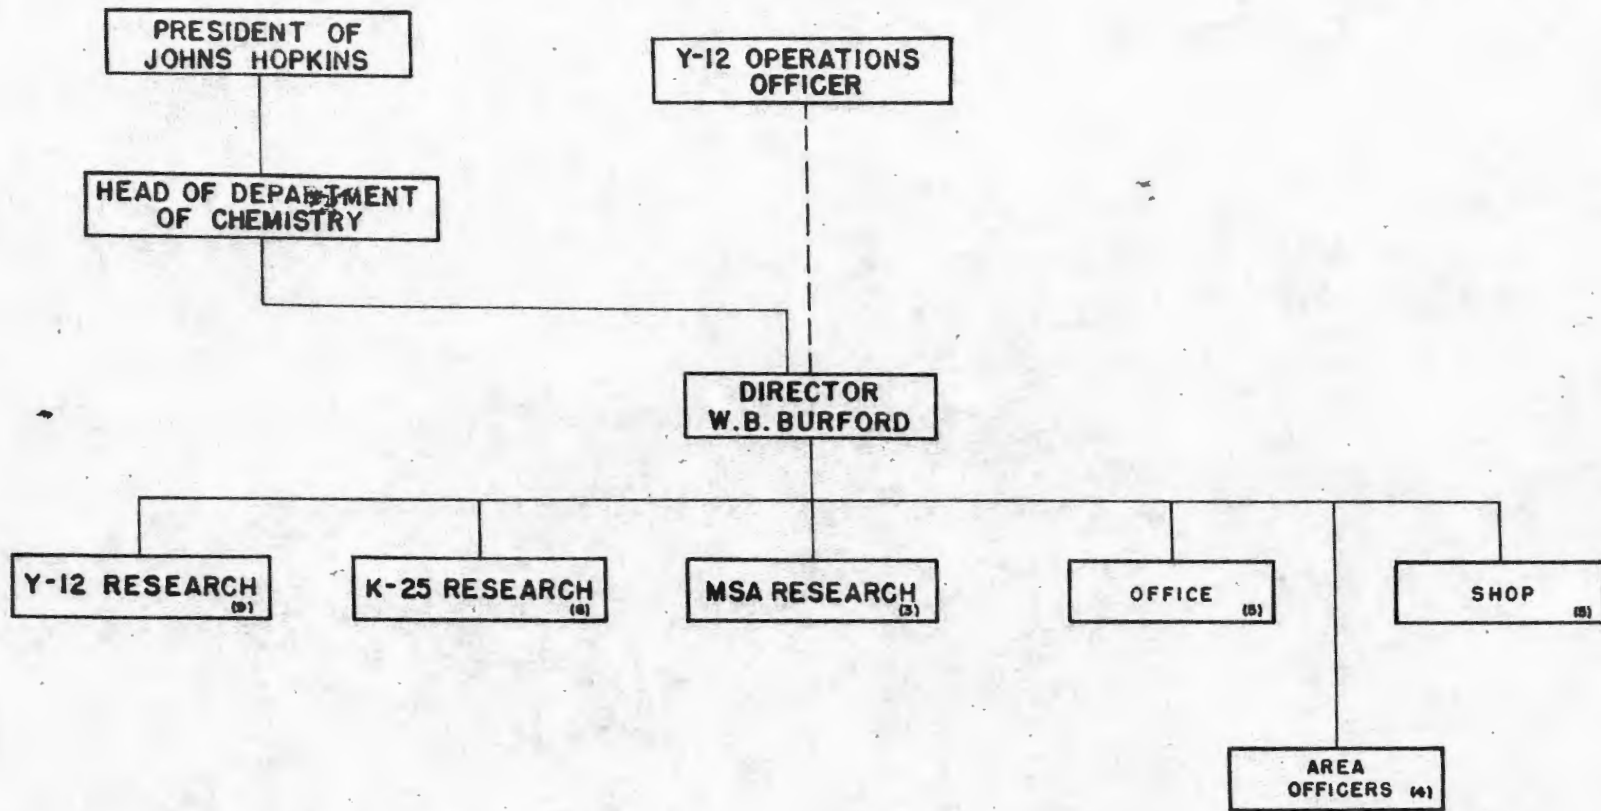 PRESIDENT OF
JOHNS HOPKINS
Y-12 OPERATIONS
OFFICER
HEAD OF DEPARTMENT
OF CHEMISTRY
DIRECTOR
W.B. BURFORD
Y-12 RESEARCH
(9)
K-25 RESEARCH
MSA RESEARCH
(3)
OFFICE
(5)
SHOP
(5)
AREA
OFFICERS (4)